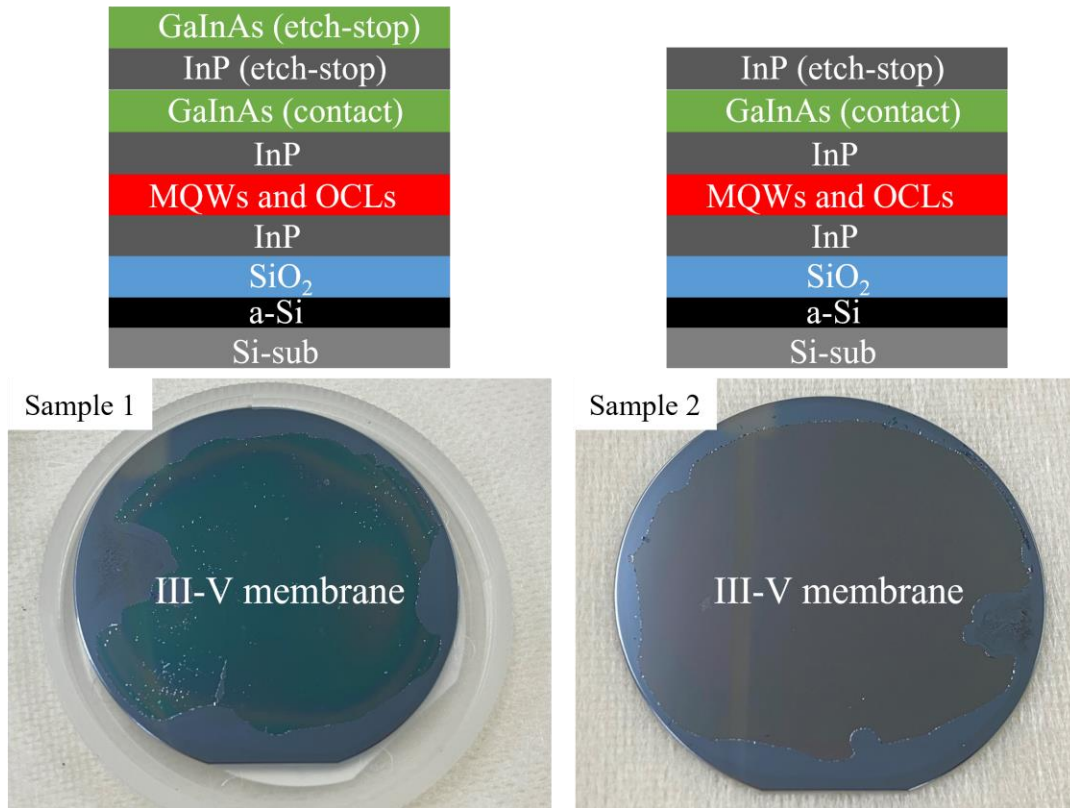 GaInAs (etch-stop)
InP (etch-stop)
GaInAs (contact)
InP
MQWs and OCLs
InP
SiO₂
a-Si
Si-sub
InP (etch-stop)
GaInAs (contact)
InP
MQWs and OCLs
InP
SiO₂
a-Si
Si-sub
Sample 1
III-V membrane
Sample 2
III-V membrane